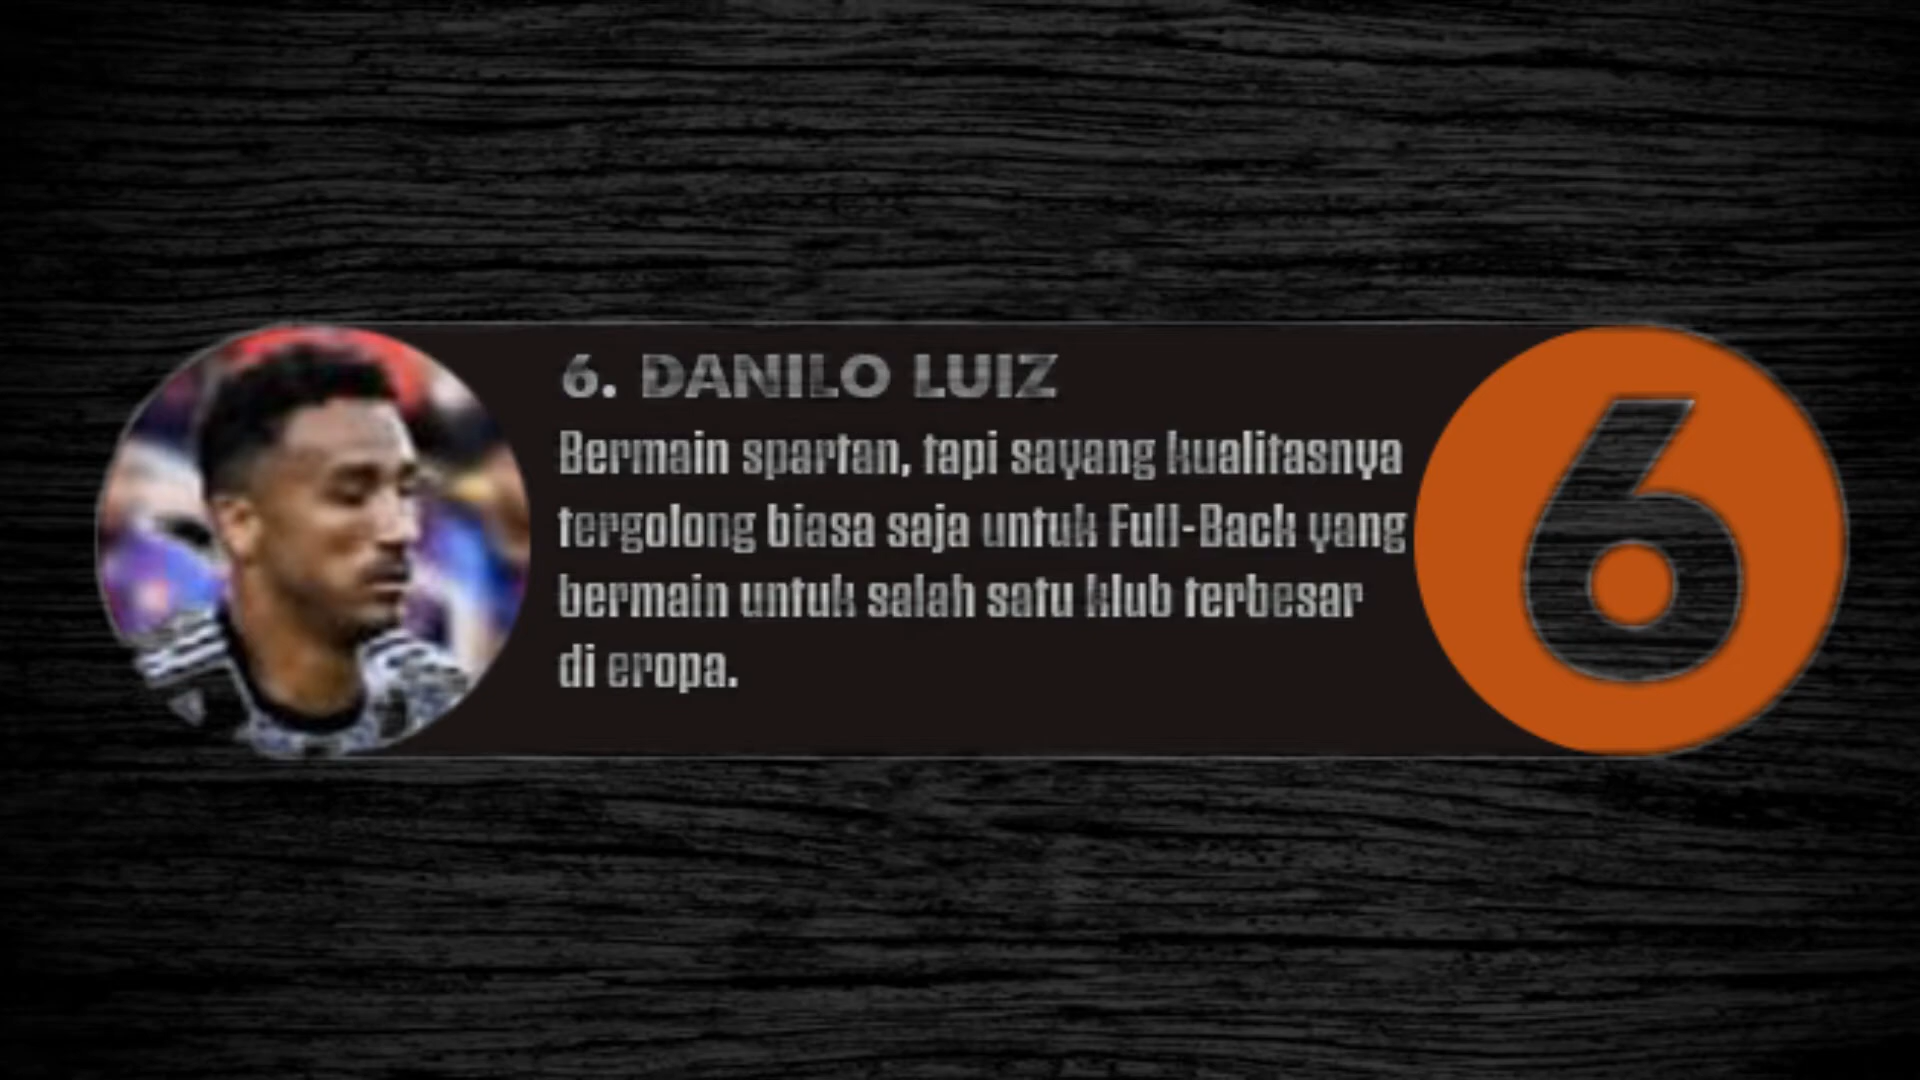 6. DANILO LUIZ
Bermain spartan, tapi sayang kualitasnya
tergolong biasa saja untuk Full-Back yang
bermain untuk salah satu klub terbesar
di eropa.
6